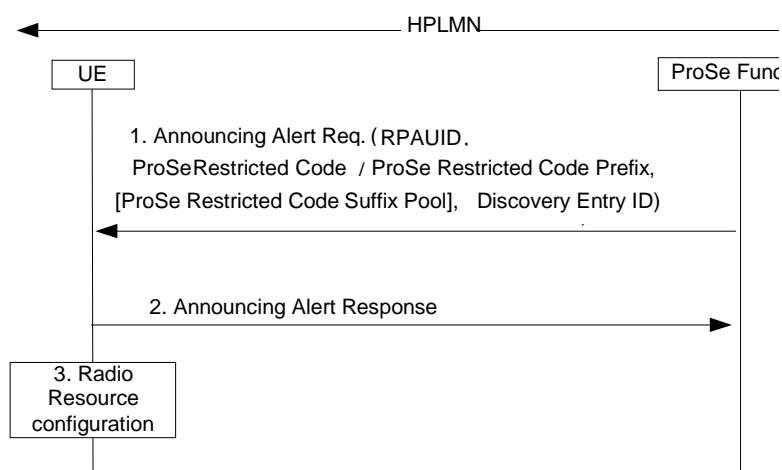 HPLMN
UE
ProSe Func
1. Announcing Alert Req. (RPAUID,
ProSeRestricted Code / ProSe Restricted Code Prefix,
[ProSe Restricted Code Suffix Pool], Discovery Entry ID)
2. Announcing Alert Response
3. Radio
Resource
configuration